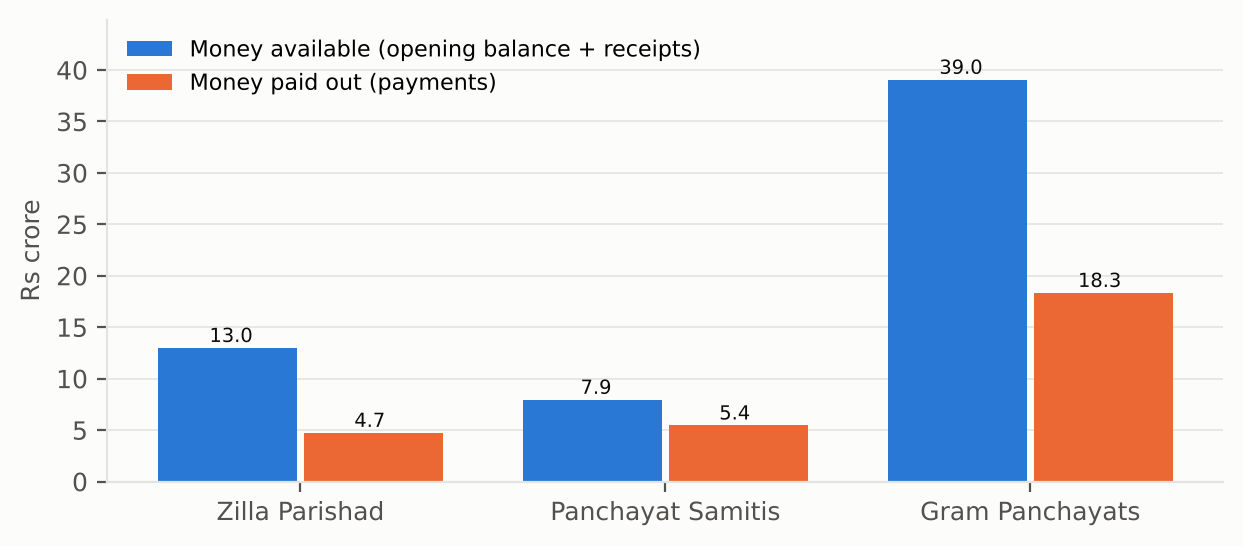 Money available (opening balance + receipts)
Money paid out (payments)
Rs crore
40
35
30
25
20
15
10
5
0
13.0
4.7
7.9
5.4
39.0
18.3
Zilla Parishad
Panchayat Samitis
Gram Panchayats